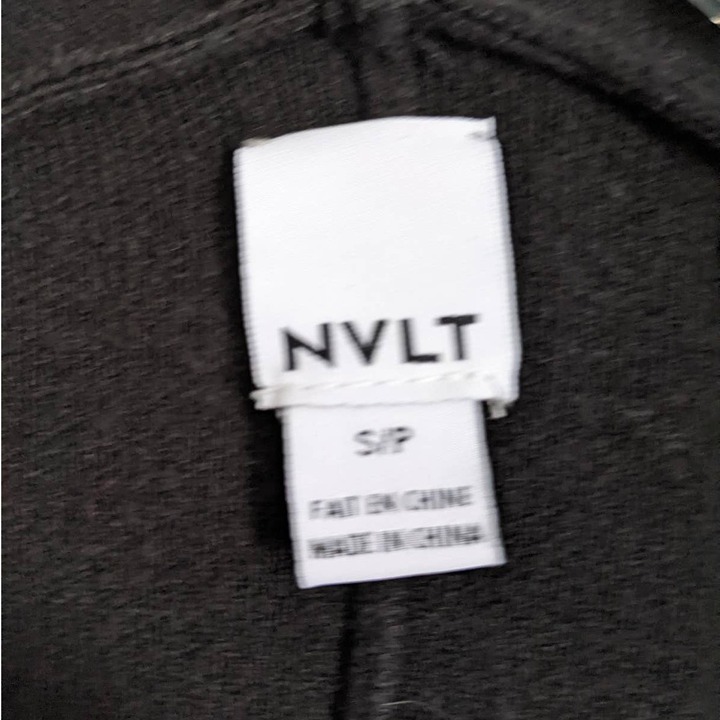 NVLT
S/P
FAIT EN CHINE
MADE IN CHINA